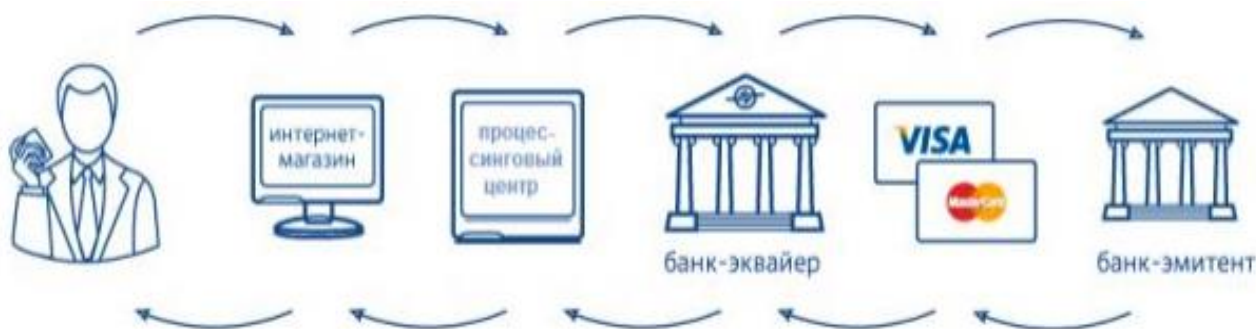 интернет-
магазин
процес-
синговый
центр
VISA
MasterCard
банк-эквайер
банк-эмитент